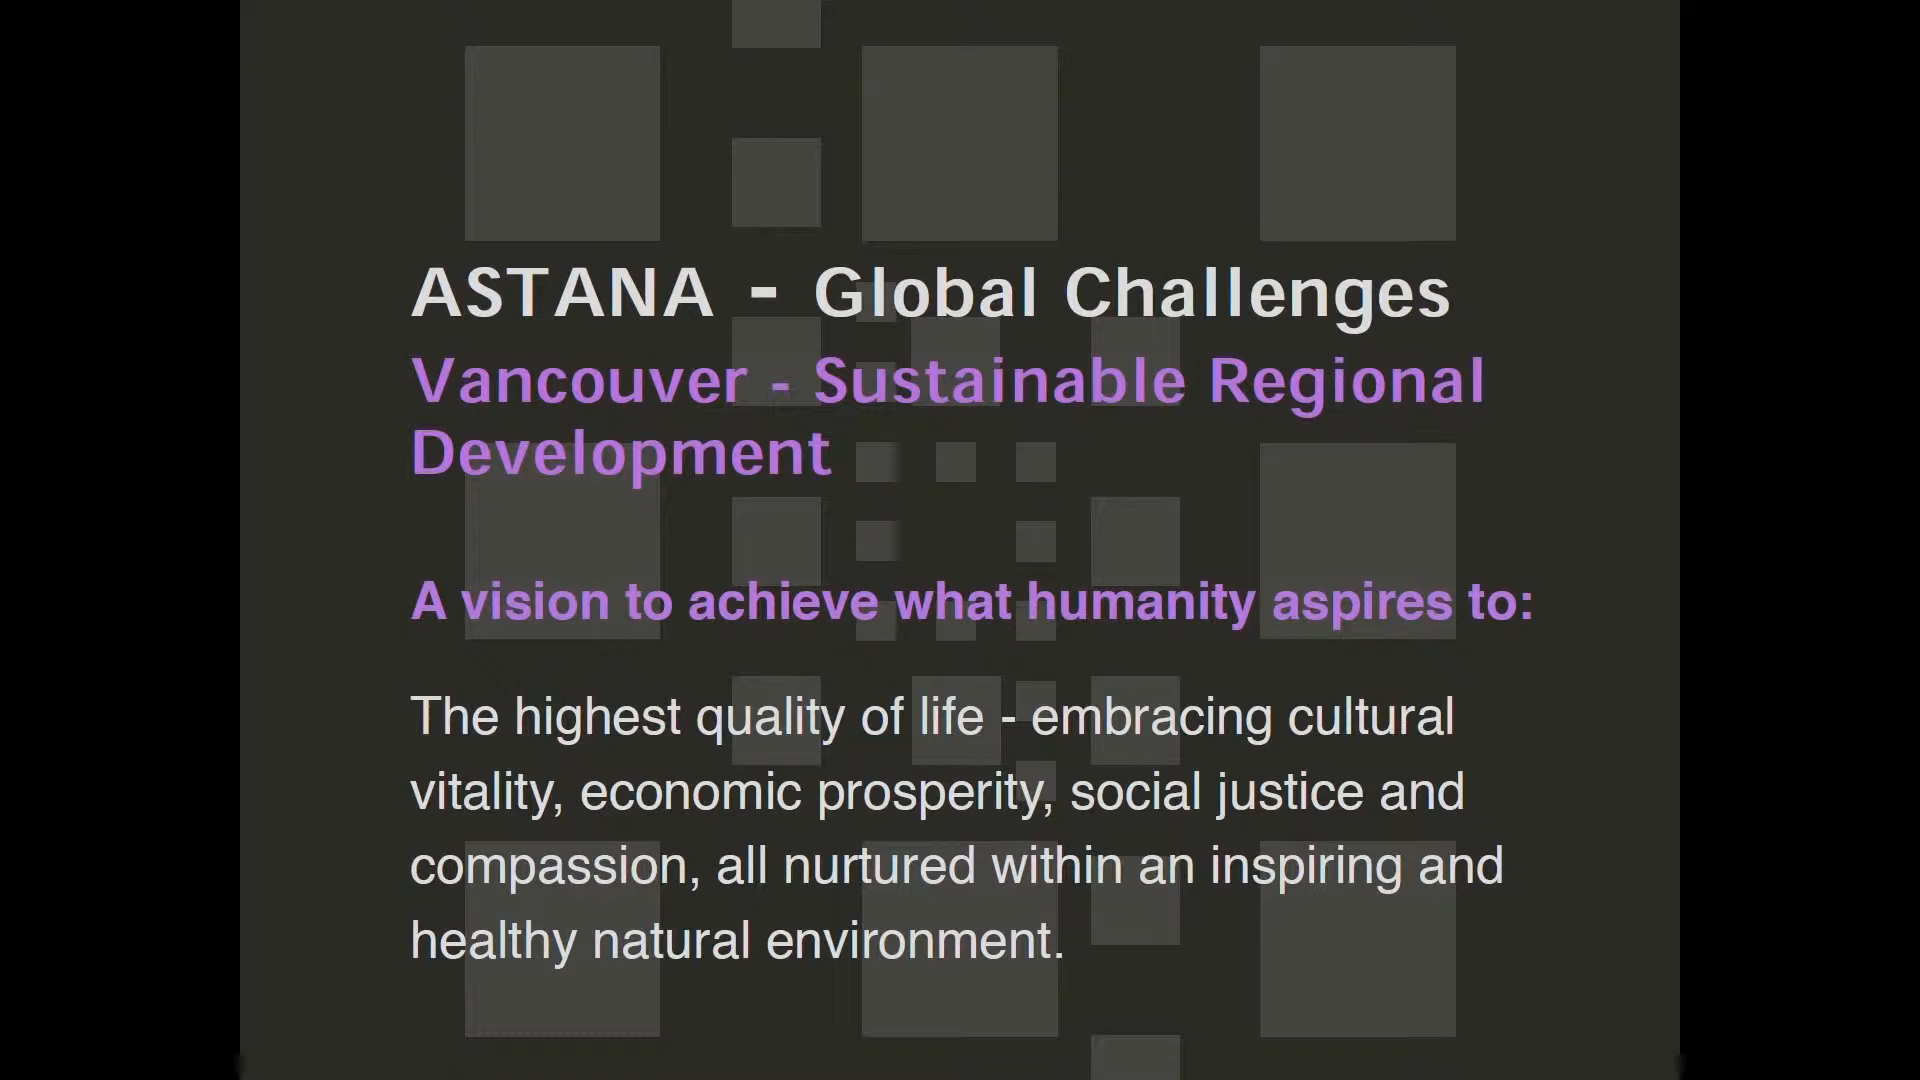 ASTANA - Global Challenges
Vancouver - Sustainable Regional
Development
A vision to achieve what humanity aspires to:
The highest quality of life - embracing cultural
vitality, economic prosperity, social justice and
compassion, all nurtured within an inspiring and
healthy natural environment.